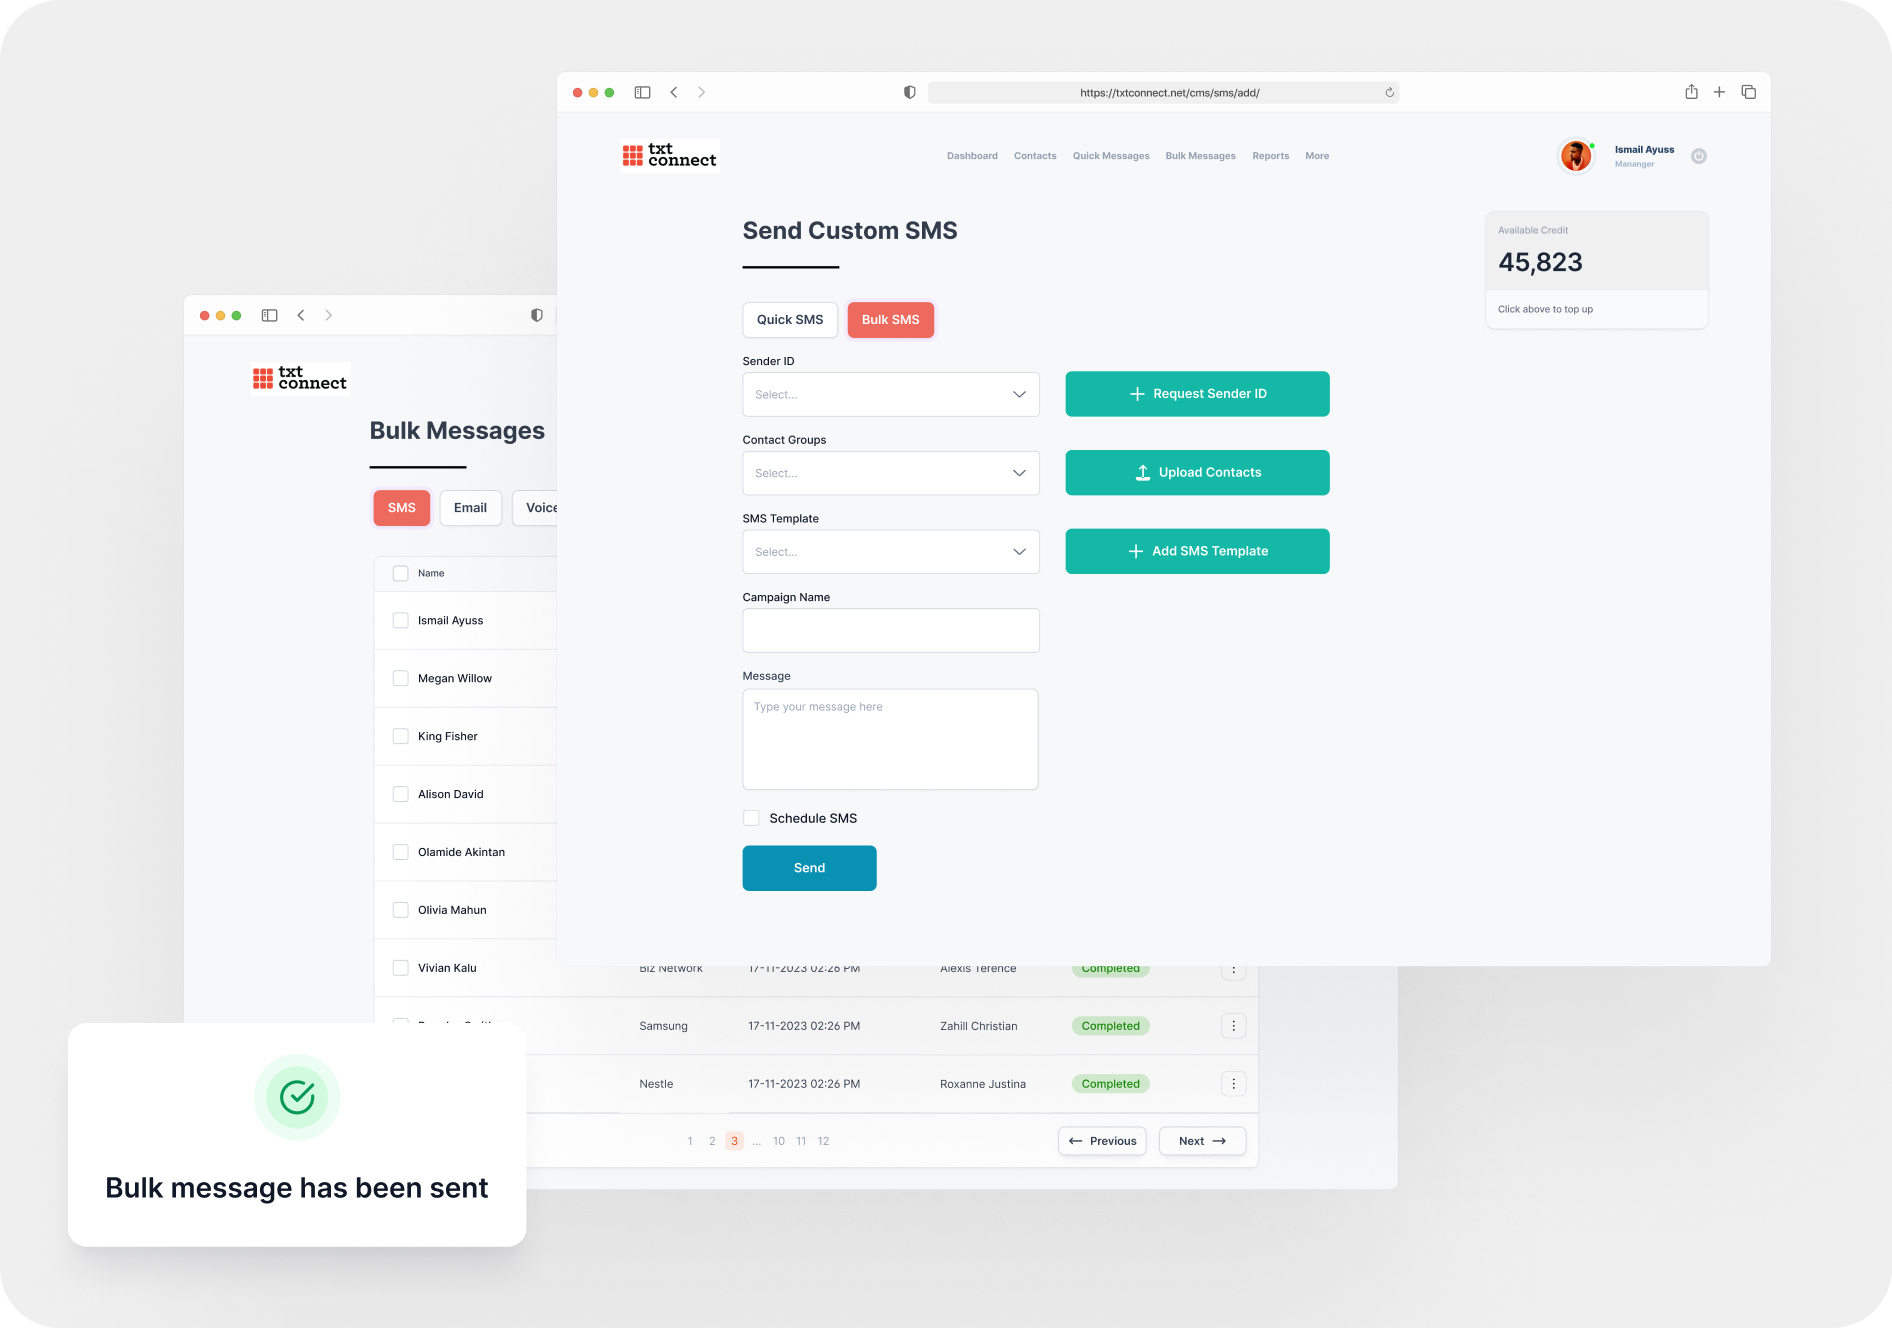 https://txtconnect.net/cms/sms/add/
txt
connect
Dashboard Contacts Quick Messages Bulk Messages Reports More
Ismail Ayuss
Mananger
Send Custom SMS
Available Credit
45,823
Click above to top up
Quick SMS Bulk SMS
Sender ID
Select...
Request Sender ID
Contact Groups
Select...
Upload Contacts
SMS Template
Select...
Add SMS Template
Campaign Name
Message
Type your message here
Schedule SMS
Send
txt
connect
Bulk Messages
SMS Email Voice
Name
Ismail Ayuss
Megan Willow
King Fisher
Alison David
Olamide Akintan
Olivia Mahun
Vivian Kalu Biz Network 17-11-2023 02:26 PM Alexis Terence Completed
Samsung 17-11-2023 02:26 PM Zahill Christian Completed
Nestle 17-11-2023 02:26 PM Roxanne Justina Completed
1 2 3 ... 10 11 12 Previous Next
Bulk message has been sent